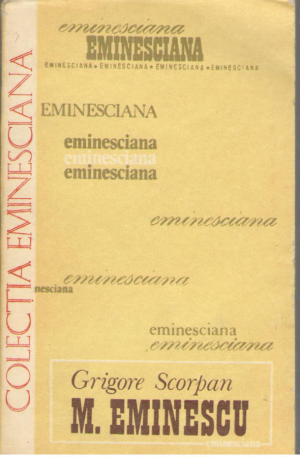 COLECȚIA EMINESCIANA
eminesciana
EMINESCIANA
EMINESCIANA★EMINESCIANA★EMINESCIANA★EMINESCIANA
EMINESCIANA
eminesciana
eminesciana
eminesciana
eminesciana
eminesciana
nesciana
eminesciana
eminesciana
Grigore Scorpan
M. EMINESCU
eminesciana